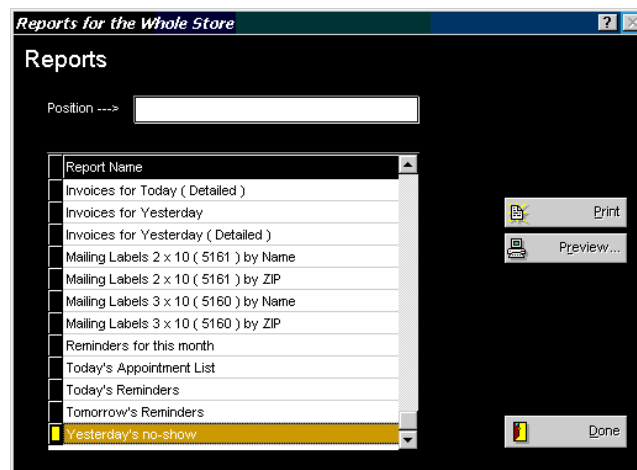 Reports for the Whole Store
Reports
Position --->
Report Name
Invoices for Today ( Detailed )
Invoices for Yesterday
Invoices for Yesterday ( Detailed )
Mailing Labels 2 x 10 ( 5161 ) by Name
Mailing Labels 2 x 10 ( 5161 ) by ZIP
Mailing Labels 3 x 10 ( 5160 ) by Name
Mailing Labels 3 x 10 ( 5160 ) by ZIP
Reminders for this month
Today's Appointment List
Today's Reminders
Tomorrow's Reminders
Yesterday's no-show
Print
Preview...
Done